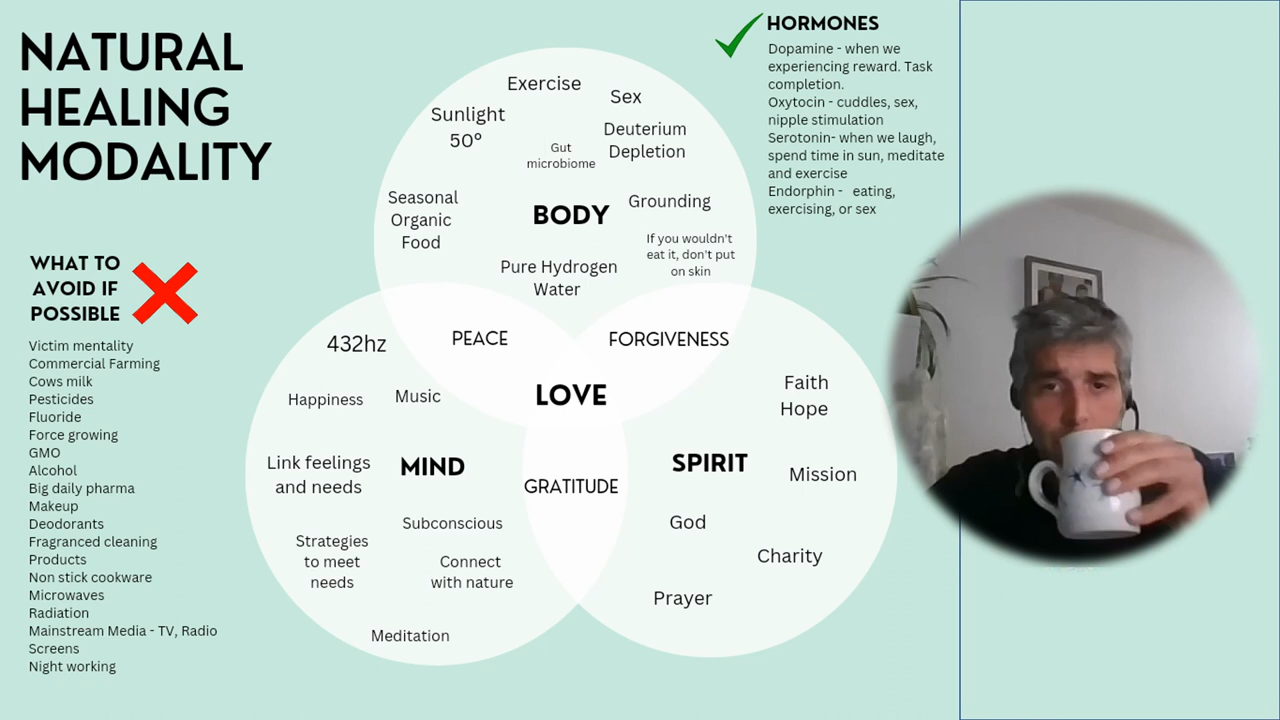 NATURAL
HEALING
MODALITY
WHAT TO
AVOID IF
POSSIBLE
Victim mentality
Commercial Farming
Cows milk
Pesticides
Fluoride
Force growing
GMO
Alcohol
Big daily pharma
Makeup
Deodorants
Fragranced cleaning
Products
Non stick cookware
Microwaves
Radiation
Mainstream Media - TV, Radio
Screens
Night working
Exercise
Sex
Sunlight
50°
Deuterium
Depletion
Gut
microbiome
Seasonal
Organic
Food
BODY
Grounding
If you wouldn't
eat it, don't put
on skin
Pure Hydrogen
Water
PEACE
FORGIVENESS
LOVE
GRATITUDE
432hz
Happiness
Music
Link feelings
and needs
MIND
Subconscious
Strategies
to meet
needs
Connect
with nature
Meditation
Faith
Hope
SPIRIT
Mission
God
Charity
Prayer
HORMONES
Dopamine - when we
experiencing reward. Task
completion.
Oxytocin - cuddles, sex,
nipple stimulation
Serotonin- when we laugh,
spend time in sun, meditate
and exercise
Endorphin - eating,
exercising, or sex